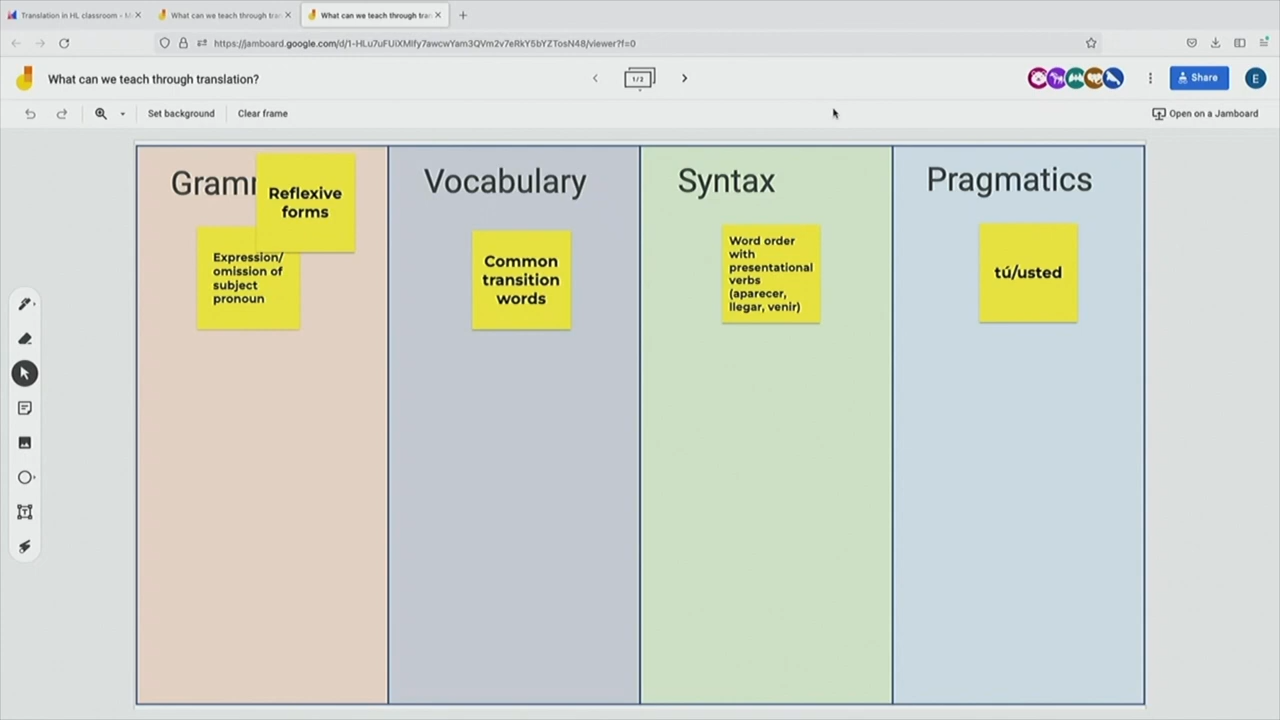 Translation in HL classroom - M
What can we teach through tran
What can we teach through tran
https://jamboard.google.com/d/1-HLu7uFUiXMIfy7awcwYam3QVm2v7eRkY5bYZTosN48/viewer?f=0
What can we teach through translation?
1/2
Share
E
Set background
Clear frame
Open on a Jamboard
Gramm
Reflexive
forms
Expression/
omission of
subject
pronoun
Vocabulary
Common
transition
words
Syntax
Word order
with
presentational
verbs
(aparecer,
llegar, venir)
Pragmatics
tú/usted